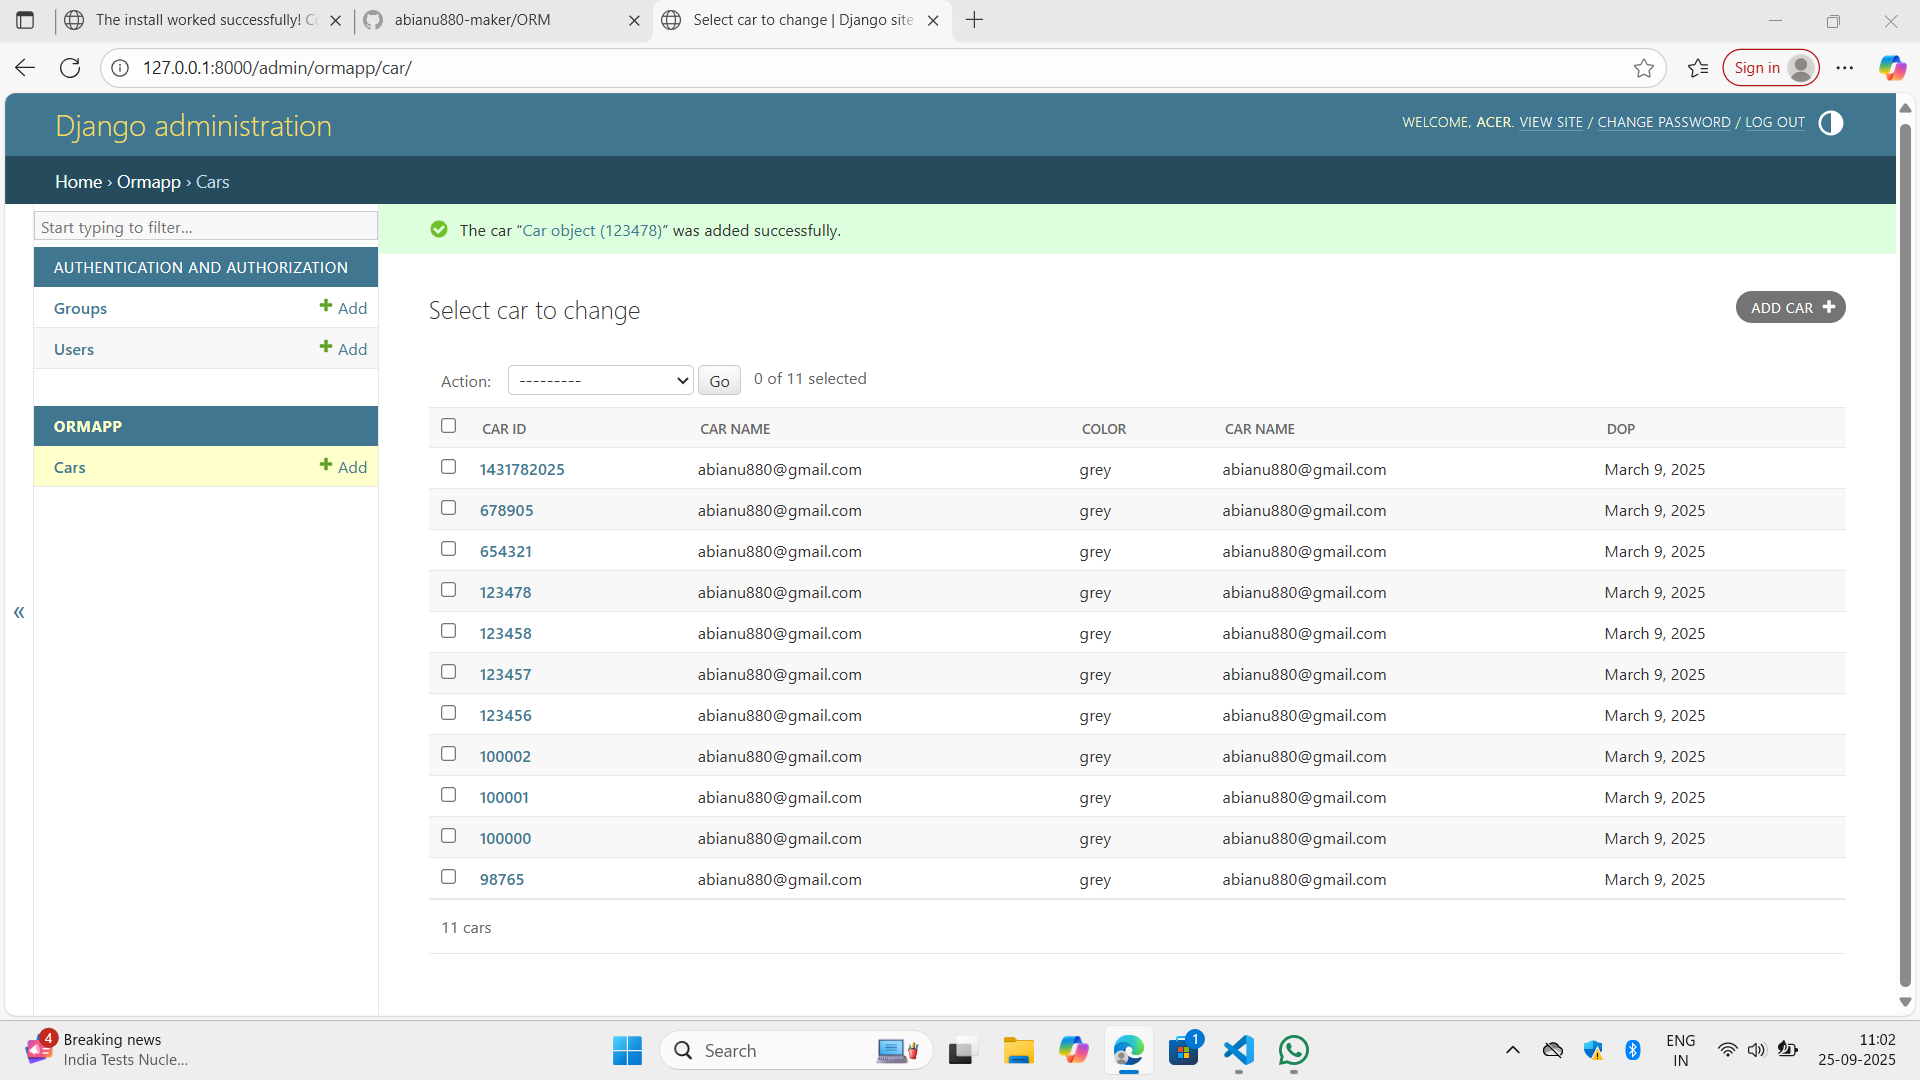 The install worked successfully! Co
abianu880-maker/ORM
Select car to change | Django site
127.0.0.1:8000/admin/ormapp/car/
Sign in
Django administration
WELCOME, ACER. VIEW SITE / CHANGE PASSWORD / LOG OUT
Home › Ormapp › Cars
Start typing to filter...
AUTHENTICATION AND AUTHORIZATION
Groups
Add
Users
Add
ORMAPP
Cars
Add
The car “Car object (123478)” was added successfully.
Select car to change
ADD CAR
Action: --------- Go 0 of 11 selected
CAR ID CAR NAME COLOR CAR NAME DOP
1431782025 abianu880@gmail.com grey abianu880@gmail.com March 9, 2025
678905 abianu880@gmail.com grey abianu880@gmail.com March 9, 2025
654321 abianu880@gmail.com grey abianu880@gmail.com March 9, 2025
123478 abianu880@gmail.com grey abianu880@gmail.com March 9, 2025
123458 abianu880@gmail.com grey abianu880@gmail.com March 9, 2025
123457 abianu880@gmail.com grey abianu880@gmail.com March 9, 2025
123456 abianu880@gmail.com grey abianu880@gmail.com March 9, 2025
100002 abianu880@gmail.com grey abianu880@gmail.com March 9, 2025
100001 abianu880@gmail.com grey abianu880@gmail.com March 9, 2025
100000 abianu880@gmail.com grey abianu880@gmail.com March 9, 2025
98765 abianu880@gmail.com grey abianu880@gmail.com March 9, 2025
11 cars
«
4
Breaking news
India Tests Nucle...
Search
1
ENG
IN
11:02
25-09-2025